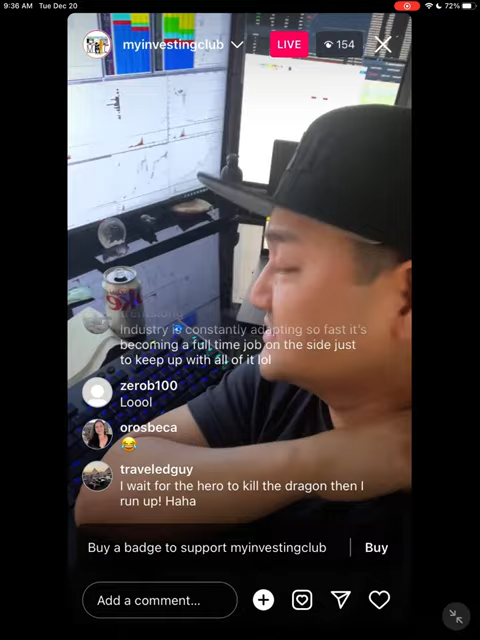 9:36 AM Tue Dec 20
72%
myinvestingclub
LIVE
154
Industry is constantly adapting so fast it's
becoming a full time job on the side just
to keep up with all of it lol
zerob100
Loool
orosbeca
😂
traveledguy
I wait for the hero to kill the dragon then I
run up! Haha
Buy a badge to support myinvestingclub
Buy
Add a comment...